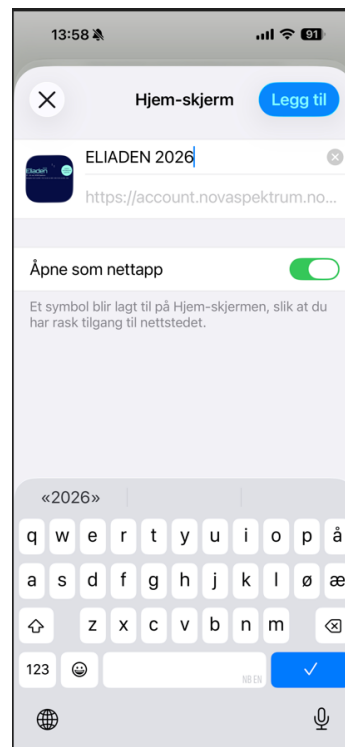 13:58
91
Hjem-skjerm
Legg til
Eliaden
ELIADEN 2026
https://account.novaspektrum.no...
Åpne som nettapp
Et symbol blir lagt til på Hjem-skjermen, slik at du
har rask tilgang til nettstedet.
«2026»
q w e r t y u i o p å
a s d f g h j k l ø æ
z x c v b n m
123
NB EN